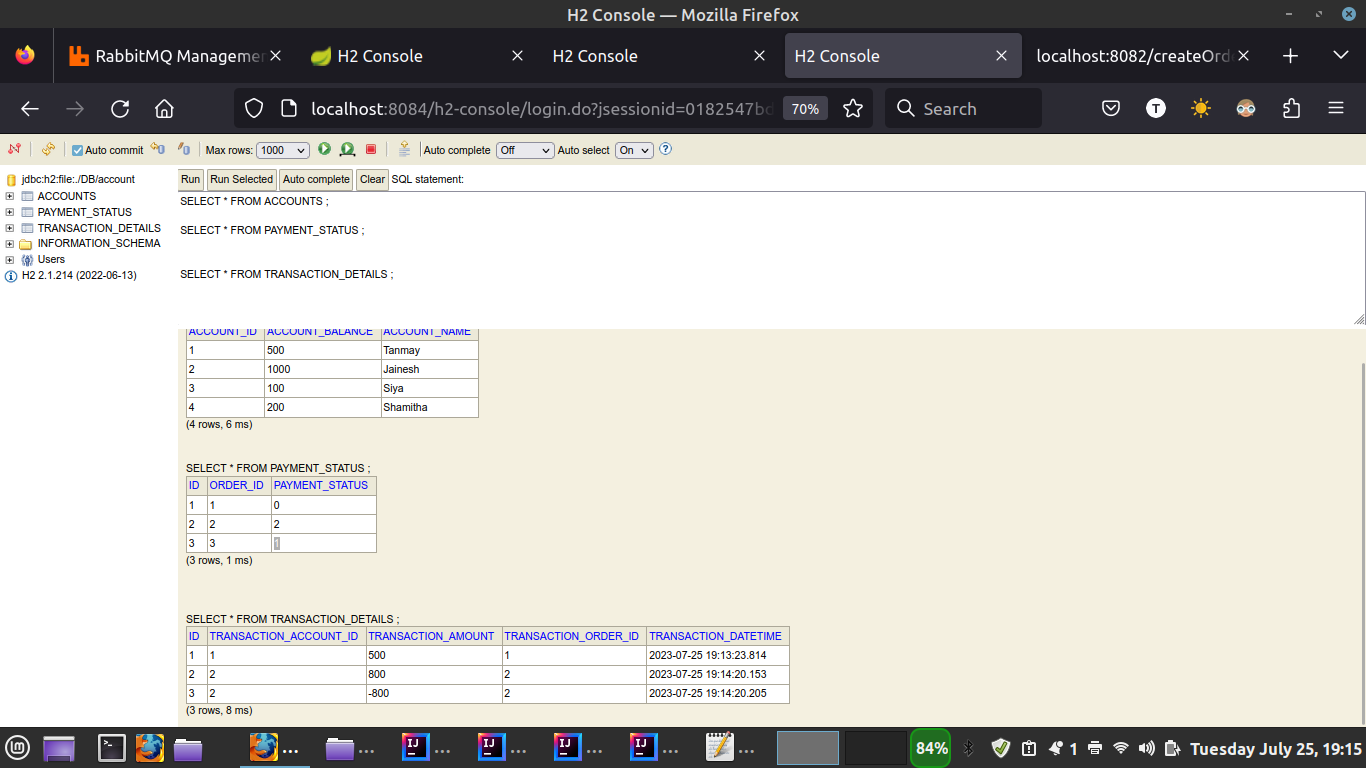 H2 Console — Mozilla Firefox
RabbitMQ Manageme
H2 Console
H2 Console
H2 Console
localhost:8082/createOrd
localhost:8084/h2-console/login.do?jsessionid=0182547bd
70%
Search
T
Auto commit
Max rows: 1000
Auto complete Off
Auto select On
?
jdbc:h2:file:./DB/account
ACCOUNTS
PAYMENT_STATUS
TRANSACTION_DETAILS
INFORMATION_SCHEMA
Users
H2 2.1.214 (2022-06-13)
Run Run Selected Auto complete Clear SQL statement:
SELECT * FROM ACCOUNTS ;
SELECT * FROM PAYMENT_STATUS ;
SELECT * FROM TRANSACTION_DETAILS ;
ACCOUNT_ID ACCOUNT_BALANCE ACCOUNT_NAME
1 500 Tanmay
2 1000 Jainesh
3 100 Siya
4 200 Shamitha
(4 rows, 6 ms)
SELECT * FROM PAYMENT_STATUS ;
ID ORDER_ID PAYMENT_STATUS
1 1 0
2 2 2
3 3 1
(3 rows, 1 ms)
SELECT * FROM TRANSACTION_DETAILS ;
ID TRANSACTION_ACCOUNT_ID TRANSACTION_AMOUNT TRANSACTION_ORDER_ID TRANSACTION_DATETIME
1 1 500 1 2023-07-25 19:13:23.814
2 2 800 2 2023-07-25 19:14:20.153
3 2 -800 2 2023-07-25 19:14:20.205
(3 rows, 8 ms)
... ... IJ ... IJ ... IJ ... IJ ... ... 84% 1 Tuesday July 25, 19:15